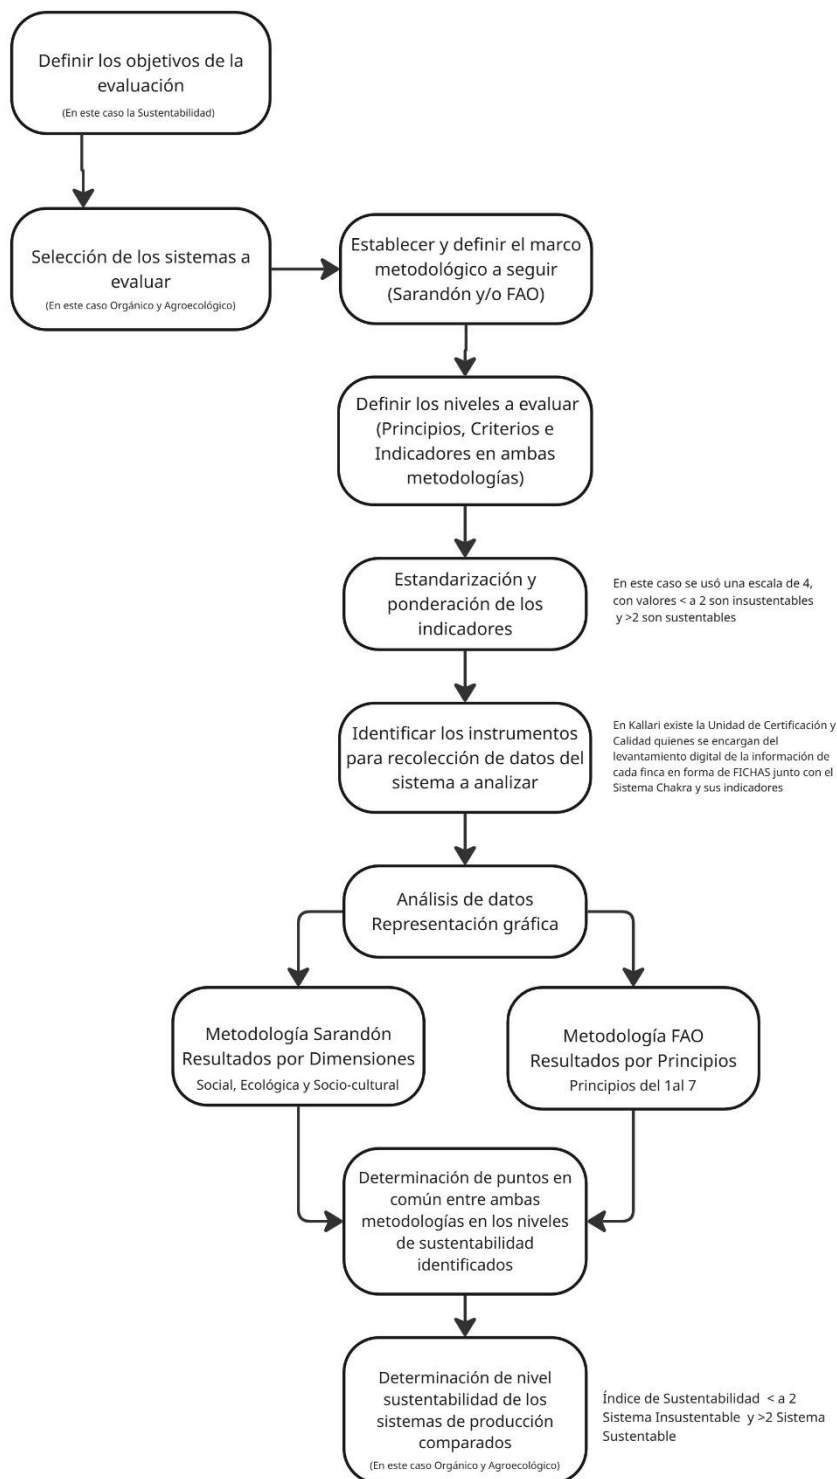 Definir los objetivos de la
evaluación
(En este caso la Sustentabilidad)
Selección de los sistemas a
evaluar
(En este caso Orgánico y Agroecológico)
Establecer y definir el marco
metodológico a seguir
(Sarandón y/o FAO)
Definir los niveles a evaluar
(Principios, Criterios e
Indicadores en ambas
metodologías)
Estandarización y
ponderación de los
indicadores
En este caso se usó una escala de 4,
con valores < a 2 son insustentables
y >2 son sustentables
Identificar los instrumentos
para recolección de datos del
sistema a analizar
En Kallari existe la Unidad de Certificación y
Calidad quienes se encargan del
levantamiento digital de la información de
cada finca en forma de FICHAS junto con el
Sistema Chakra y sus indicadores
Análisis de datos
Representación gráfica
Metodología Sarandón
Resultados por Dimensiones
Social, Ecológica y Socio-cultural
Metodología FAO
Resultados por Principios
Principios del 1al 7
Determinación de puntos en
común entre ambas
metodologías en los niveles
de sustentabilidad
identificados
Determinación de nivel
sustentabilidad de los
sistemas de producción
comparados
(En este caso Orgánico y Agroecológico)
Índice de Sustentabilidad < a 2
Sistema Insustentable y >2 Sistema
Sustentable